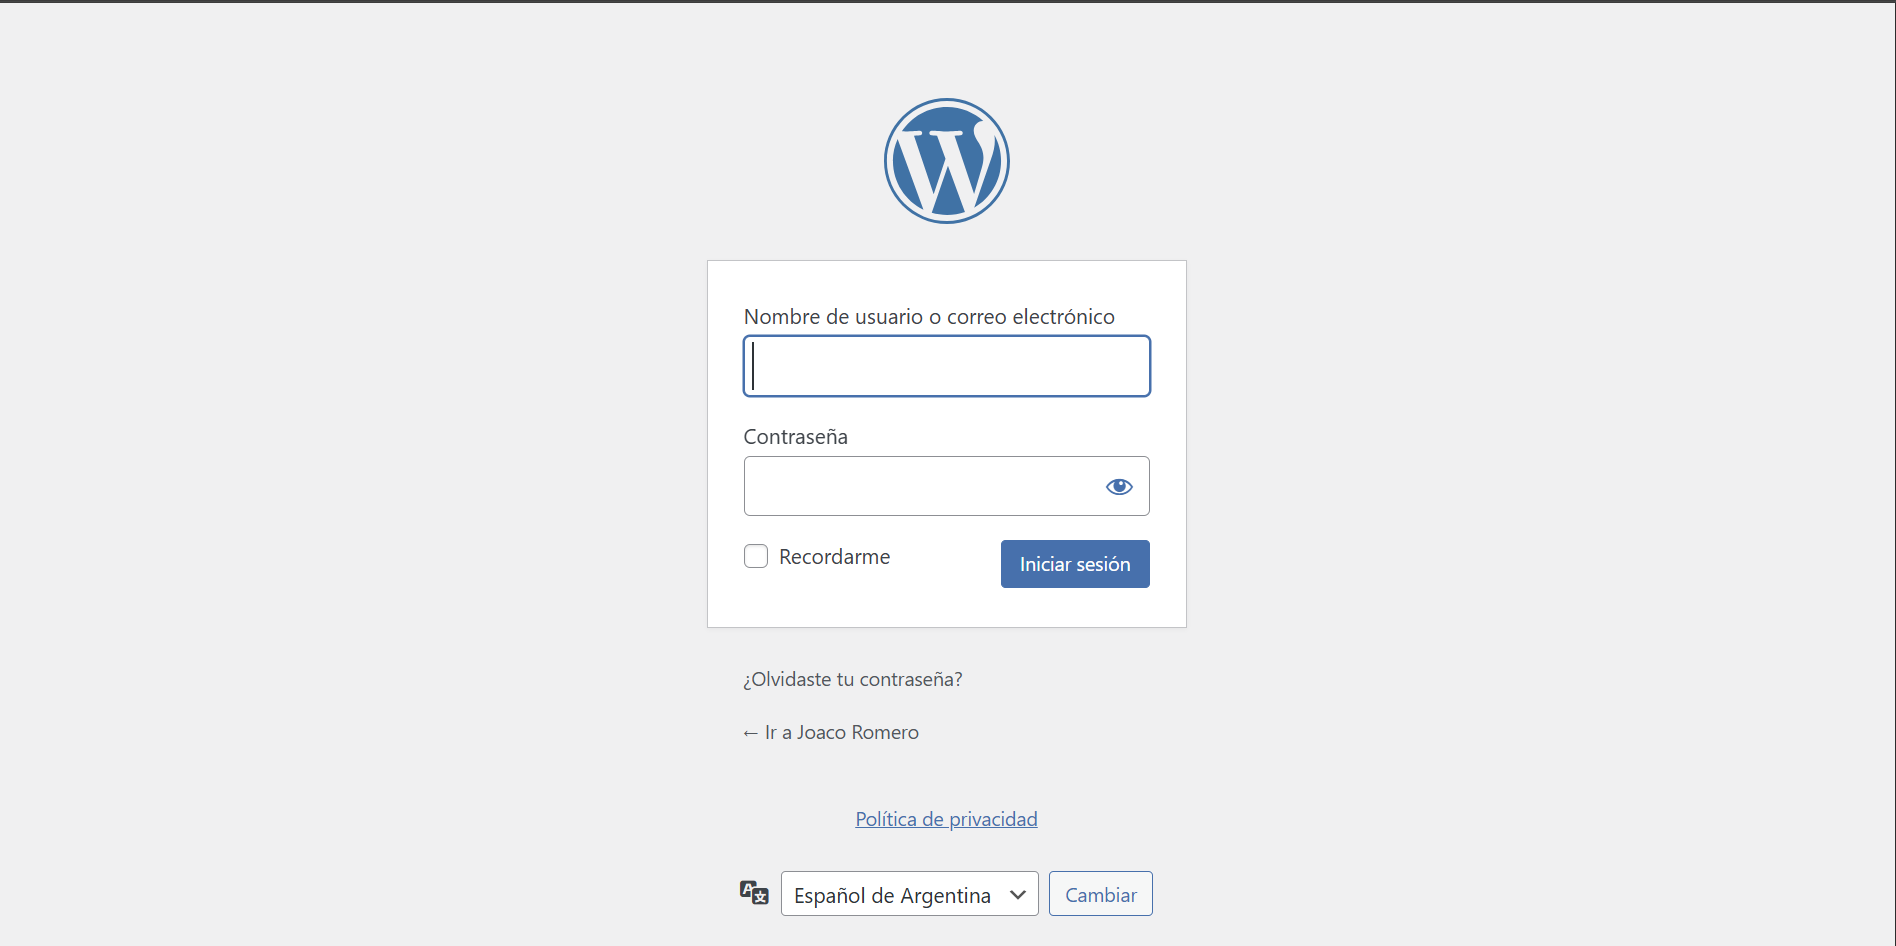 Nombre de usuario o correo electrónico
Contraseña
Recordarme
Iniciar sesión
¿Olvidaste tu contraseña?
← Ir a Joaco Romero
Política de privacidad
Español de Argentina
Cambiar